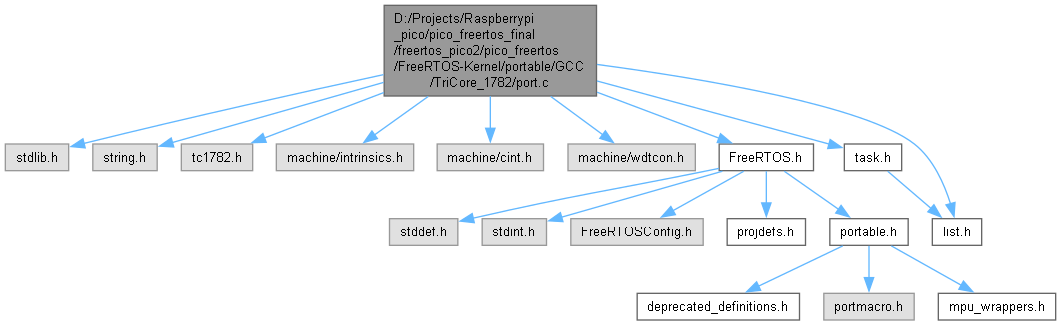 D:/Projects/Raspberrypi
_pico/pico_freertos_final
/freertos_pico2/pico_freertos
/FreeRTOS-Kernel/portable/GCC
/TriCore_1782/port.c
stdlib.h
string.h
tc1782.h
machine/intrinsics.h
machine/cint.h
machine/wdtcon.h
FreeRTOS.h
task.h
stddef.h
stdint.h
FreeRTOSConfig.h
projdefs.h
portable.h
list.h
deprecated_definitions.h
portmacro.h
mpu_wrappers.h